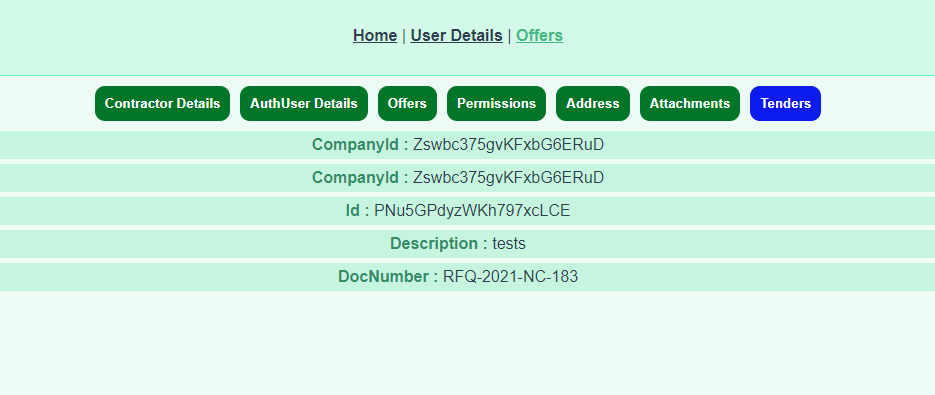 Home | User Details | Offers
Contractor Details AuthUser Details Offers Permissions Address Attachments Tenders
CompanyId : Zswbc375gvKFxbG6ERuD
CompanyId : Zswbc375gvKFxbG6ERuD
Id : PNu5GPdyzWKh797xcLCE
Description : tests
DocNumber : RFQ-2021-NC-183